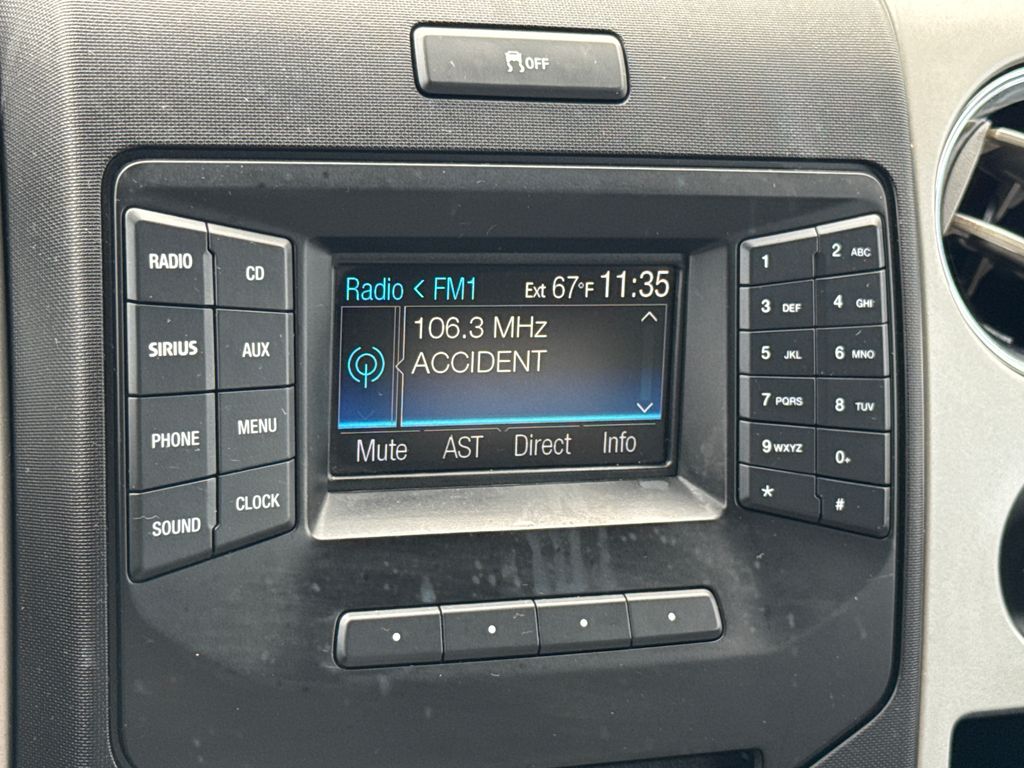 OFF
RADIO
CD
SIRIUS
AUX
PHONE
MENU
SOUND
CLOCK
Radio < FM1 Ext 67°F 11:35
106.3 MHz
ACCIDENT
Mute AST Direct Info
1
2 ABC
3 DEF
4 GHI
5 JKL
6 MNO
7 PQRS
8 TUV
9 WXYZ
0+
*
#